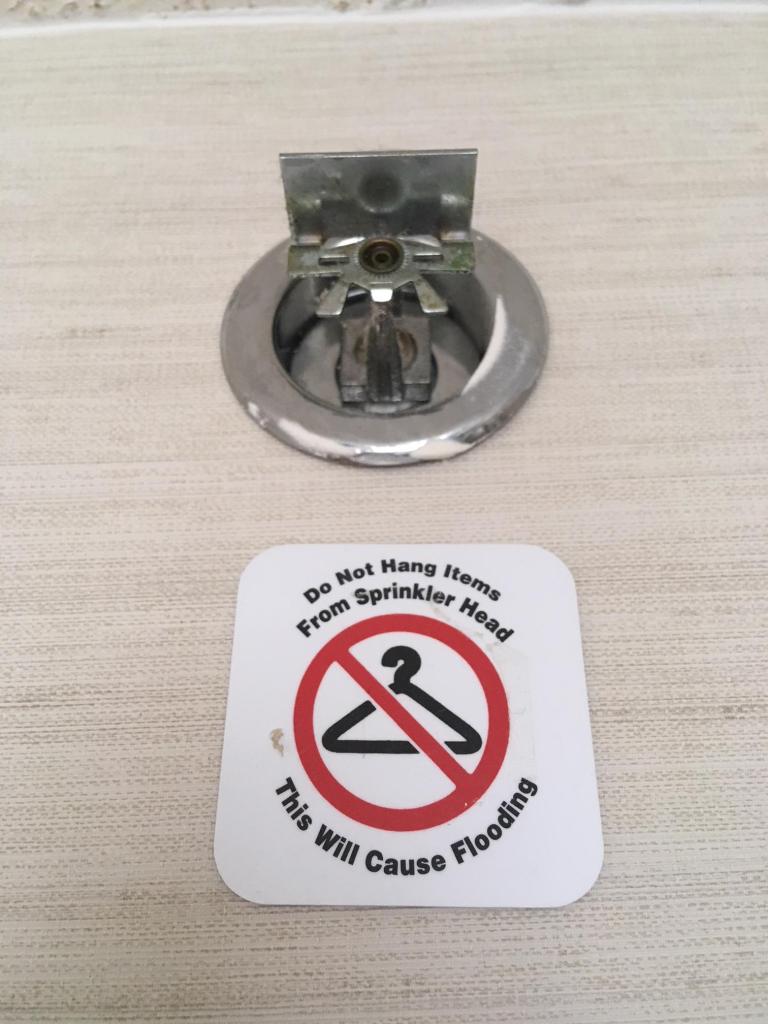 Do Not Hang Items
From Sprinkler Head
This Will Cause Flooding